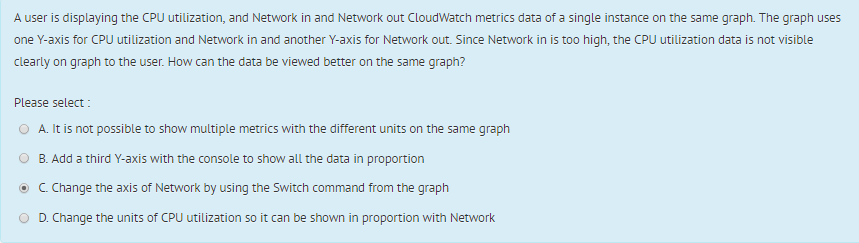 A user is displaying the CPU utilization, and Network in and Network out CloudWatch metrics data of a single instance on the same graph. The graph uses
one Y-axis for CPU utilization and Network in and another Y-axis for Network out. Since Network in is too high, the CPU utilization data is not visible
clearly on graph to the user. How can the data be viewed better on the same graph?
Please select :
A. It is not possible to show multiple metrics with the different units on the same graph
B. Add a third Y-axis with the console to show all the data in proportion
C. Change the axis of Network by using the Switch command from the graph
D. Change the units of CPU utilization so it can be shown in proportion with Network